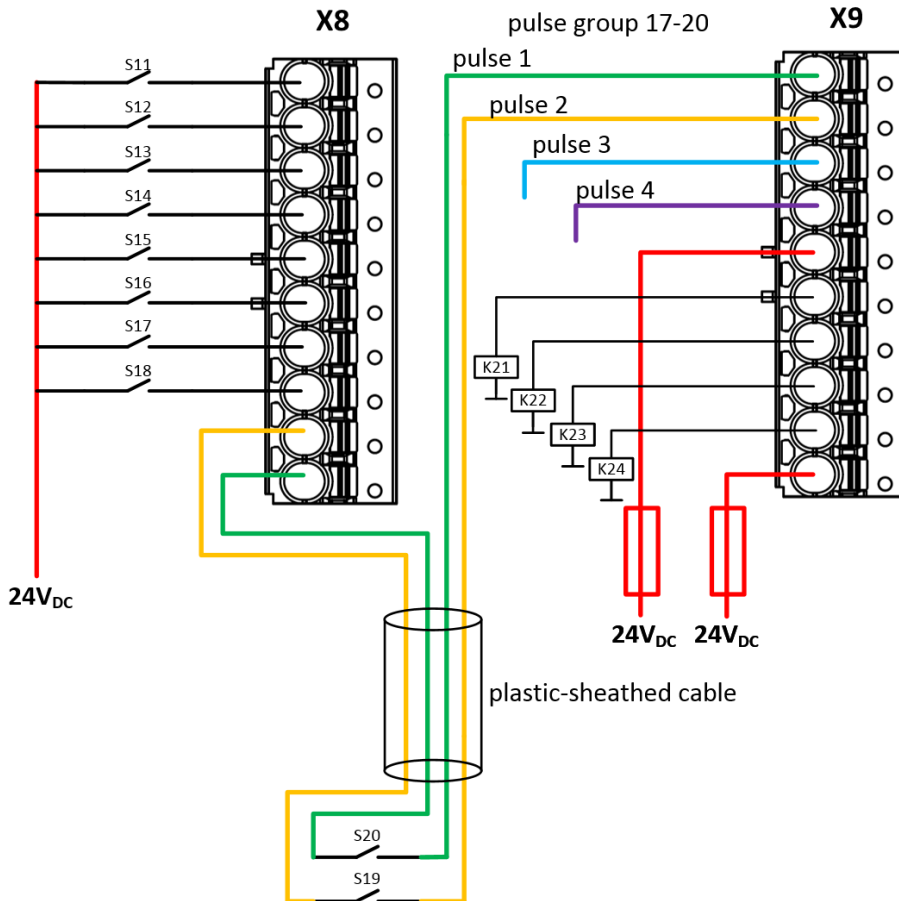 X8
pulse group 17-20
X9
pulse 1
S11
S12
pulse 2
S13
pulse 3
S14
pulse 4
S15
S16
S17
K21
S18
K22
K23
K24
24VDC
24VDC
24VDC
plastic-sheathed cable
S20
S19